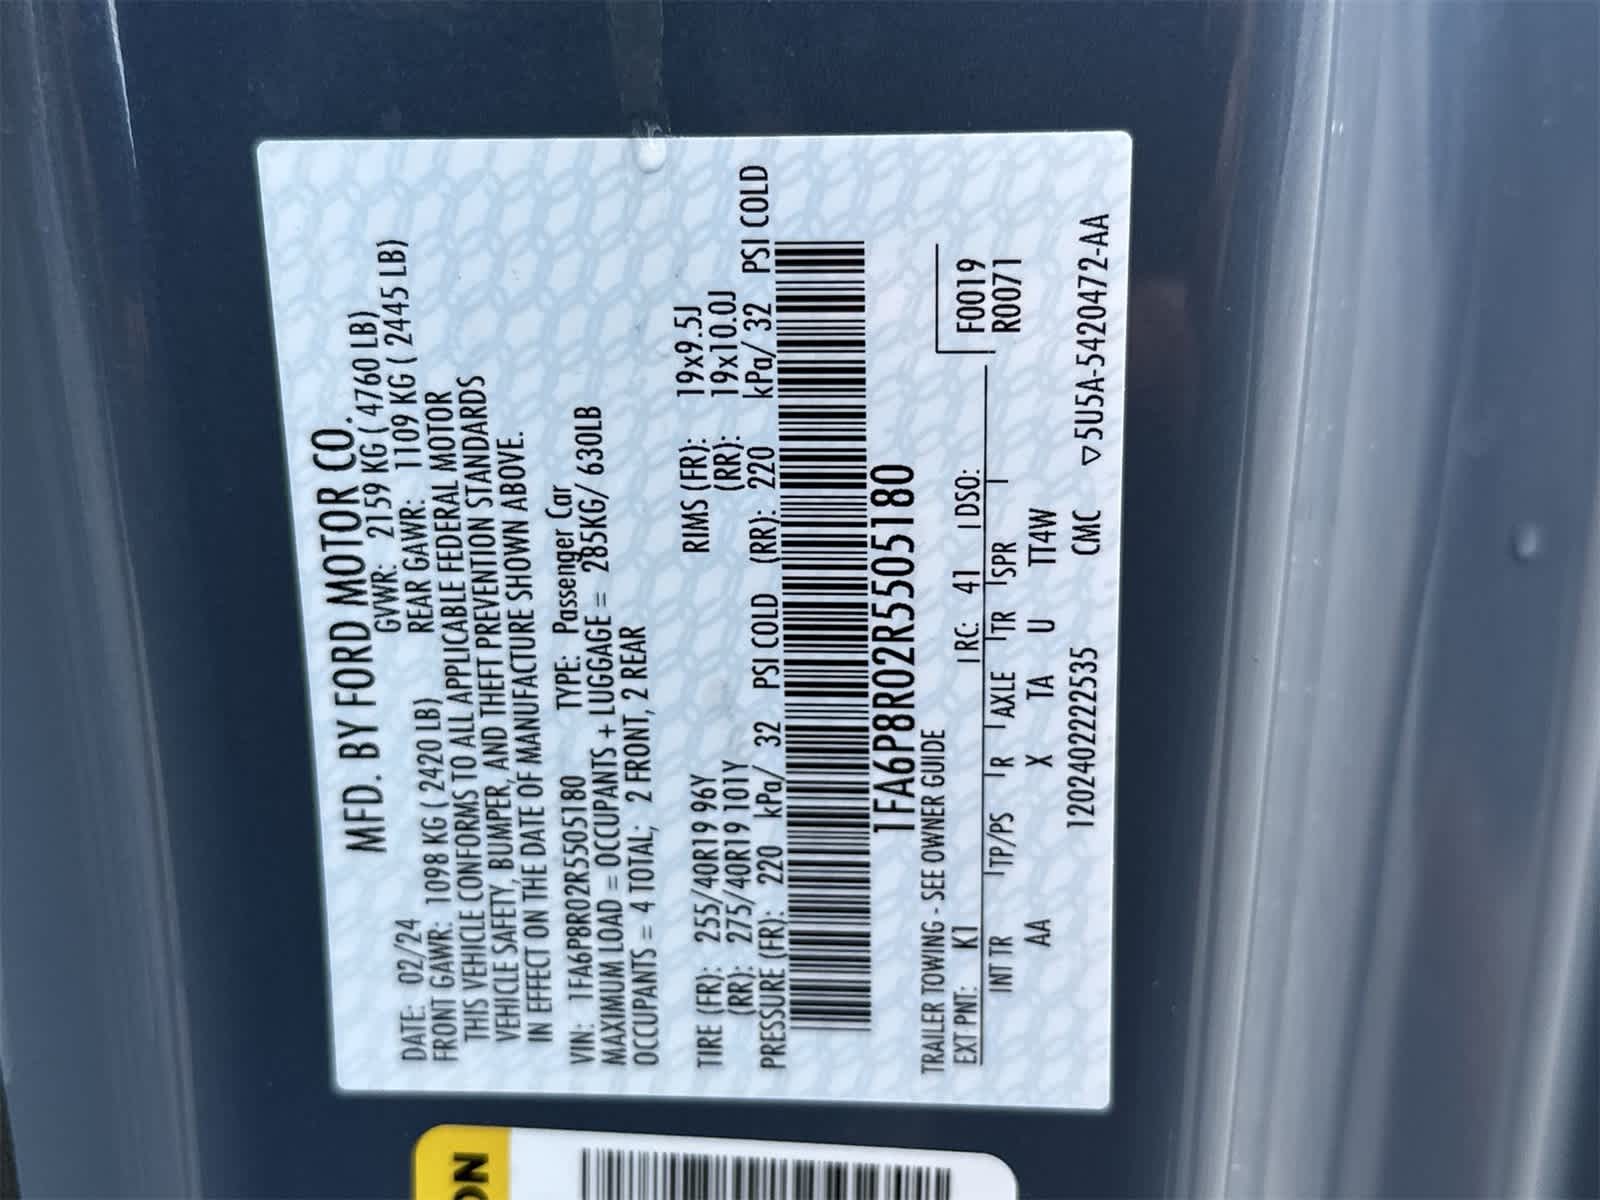 MFD. BY FORD MOTOR CO.
DATE: 02/24 GVWR: 2159 KG ( 4760 LB)
FRONT GAWR: 1098 KG ( 2420 LB) REAR GAWR: 1109 KG ( 2445 LB)
THIS VEHICLE CONFORMS TO ALL APPLICABLE FEDERAL MOTOR
VEHICLE SAFETY, BUMPER, AND THEFT PREVENTION STANDARDS
IN EFFECT ON THE DATE OF MANUFACTURE SHOWN ABOVE.
VIN: 1FA6P8R02R5505180 TYPE: Passenger Car
MAXIMUM LOAD = OCCUPANTS + LUGGAGE = 285KG/ 630LB
OCCUPANTS = 4 TOTAL; 2 FRONT, 2 REAR
TIRE (FR): 255/40R19 96Y RIMS (FR): 19x9.5J
(RR): 275/40R19 101Y (RR): 19x10.0J
PRESSURE (FR): 220 kPa/ 32 PSI COLD (RR): 220 kPa/ 32 PSI COLD
1FA6P8R02R5505180
TRAILER TOWING - SEE OWNER GUIDE F0019
EXT PNT: K1 RC: 41 DSO: R0071
INT TR TP/PS R AXLE TR SPR
AA X TA U TT4W
1202402222535 CMC ▽5U5A-5420472-AA
ON